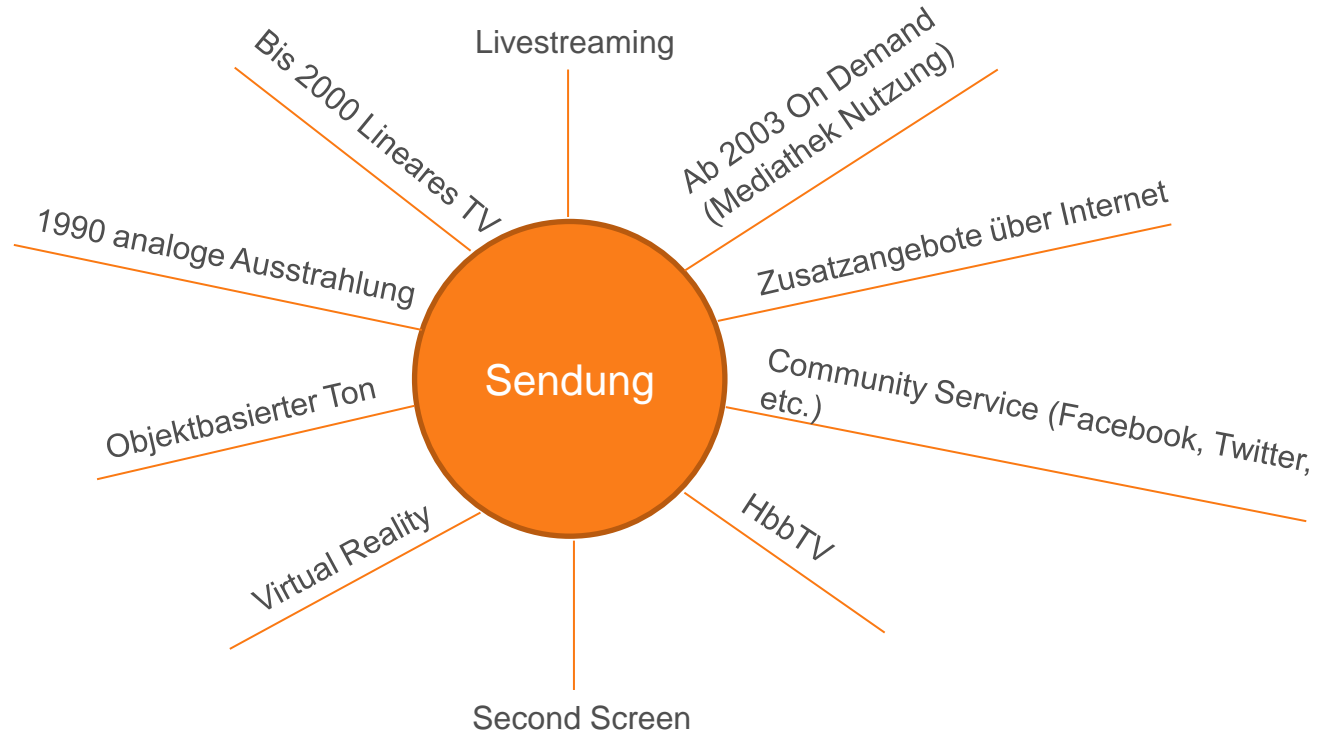 Livestreaming
Bis 2000 Lineares TV
Ab 2003 On Demand
(Mediathek Nutzung)
1990 analoge Ausstrahlung
Zusatzangebote über Internet
Sendung
Community Service (Facebook, Twitter,
etc.)
Objektbasierter Ton
Virtual Reality
HbbTV
Second Screen